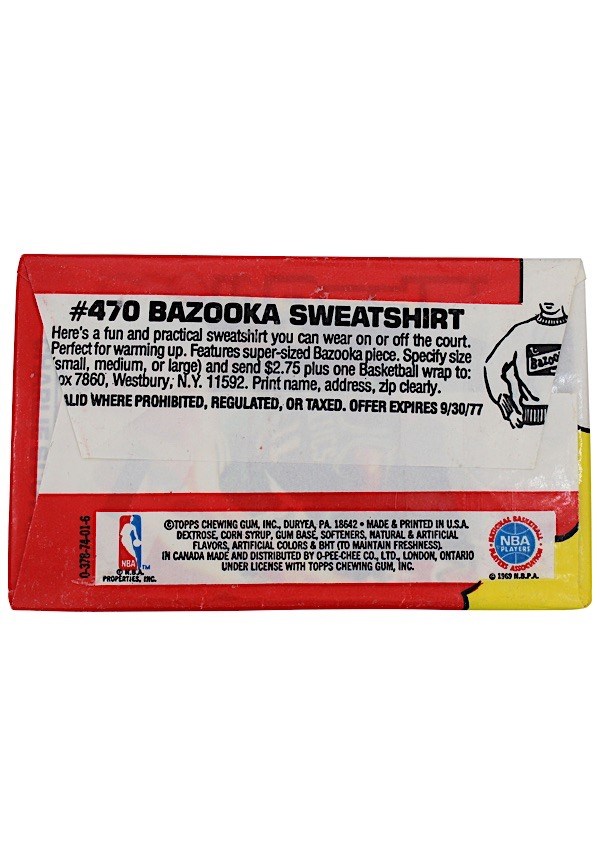 #470 BAZOOKA SWEATSHIRT
Here's a fun and practical sweatshirt you can wear on or off the court.
Perfect for warming up. Features super-sized Bazooka piece. Specify size
small, medium, or large) and send $2.75 plus one Basketball wrap to:
ox 7860, Westbury, N.Y. 11592. Print name, address, zip clearly.
ALID WHERE PROHIBITED, REGULATED, OR TAXED. OFFER EXPIRES 9/30/77
Bazoo
0-378-74-01-6
NBA
TM
© N.B.A.
PROPERTIES, INC.
©TOPPS CHEWING GUM, INC., DURYEA, PA. 18642 • MADE & PRINTED IN U.S.A.
DEXTROSE, CORN SYRUP, GUM BASE, SOFTENERS, NATURAL & ARTIFICIAL
FLAVORS, ARTIFICIAL COLORS & BHT (TO MAINTAIN FRESHNESS).
IN CANADA MADE AND DISTRIBUTED BY O-PEE-CHEE CO., LTD., LONDON, ONTARIO
UNDER LICENSE WITH TOPPS CHEWING GUM, INC.
NATIONAL BASKETBALL
NBA
PLAYERS
PLAYERS ASSOCIATION
© 1969 N.B.P.A.